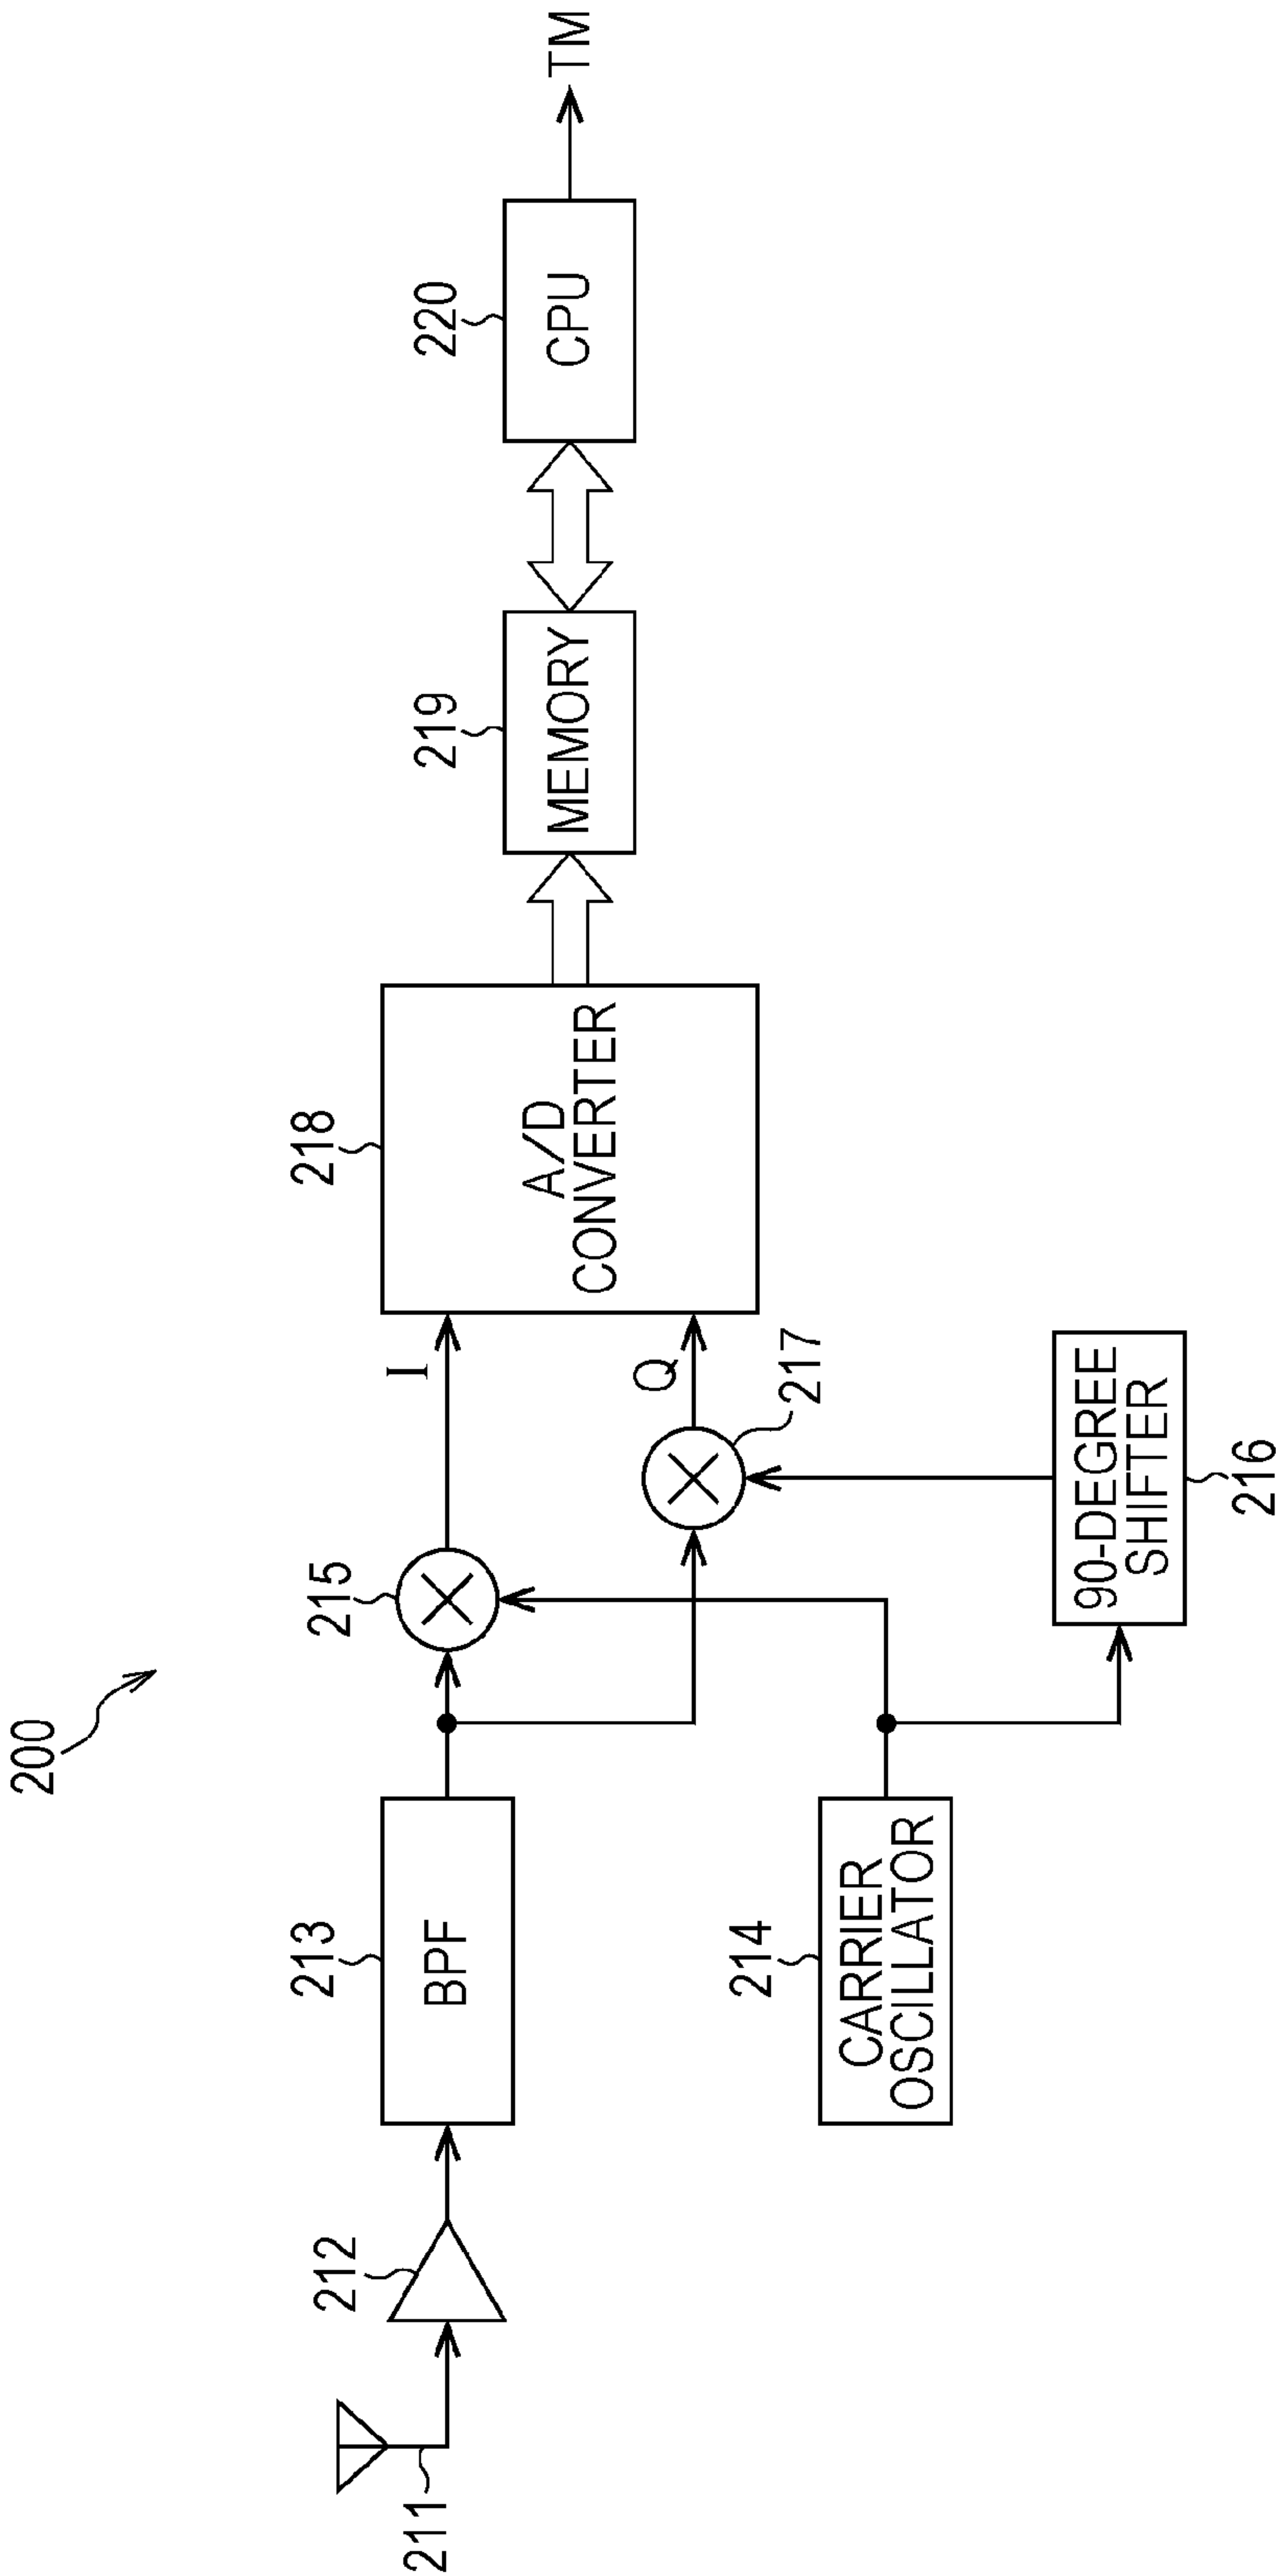 200
211
212
213
BPF
214
CARRIER
OSCILLATOR
215
I
Q
217
90-DEGREE
SHIFTER
216
218
A/D
CONVERTER
219
MEMORY
220
CPU
TM